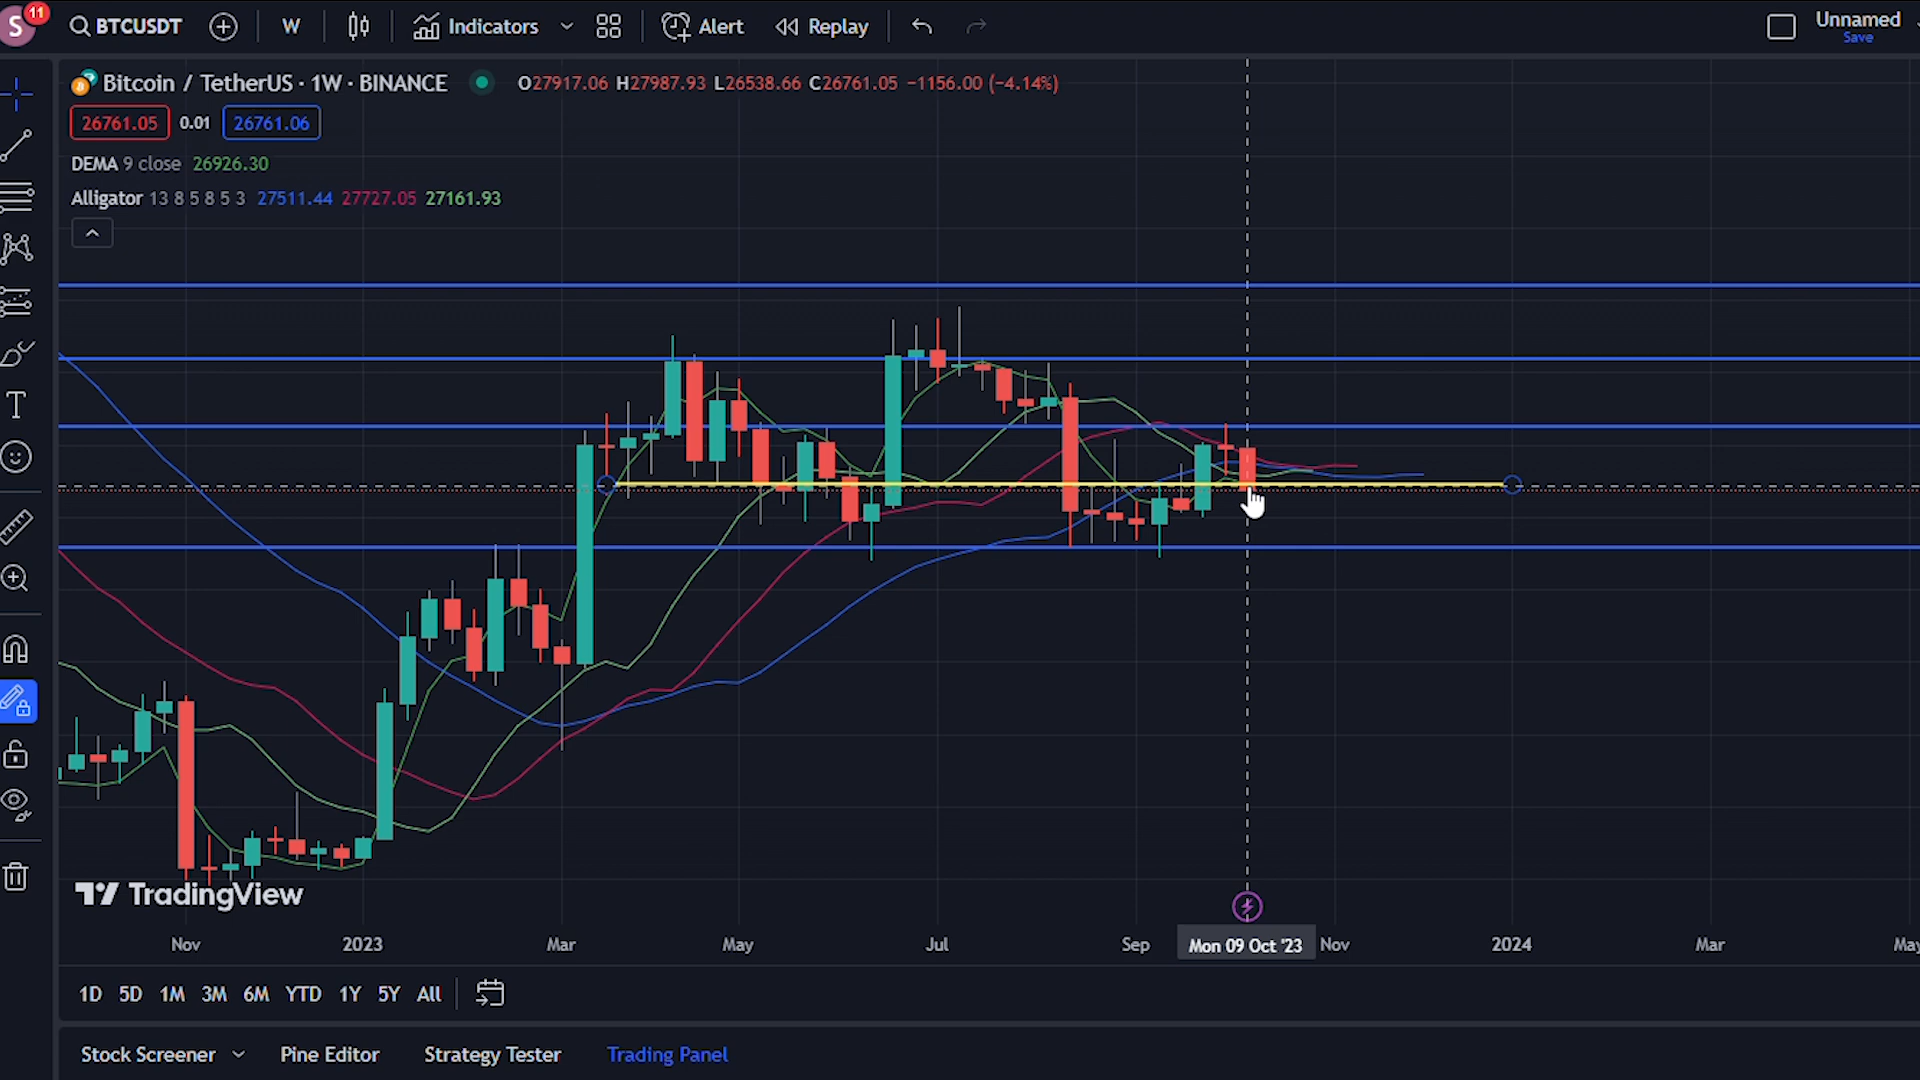 S 11 BTCUSDT W Indicators Alert Replay Unnamed
Save
Bitcoin / TetherUS · 1W · BINANCE O27917.06 H27987.93 L26538.66 C26761.05 −1156.00 (−4.14%)
26761.05 0.01 26761.06
DEMA 9 close 26926.30
Alligator 13 8 5 8 5 3 27511.44 27727.05 27161.93
T
TradingView
Nov 2023 Mar May Jul Sep Mon 09 Oct '23 Nov 2024 Mar
1D 5D 1M 3M 6M YTD 1Y 5Y All
Stock Screener Pine Editor Strategy Tester Trading Panel